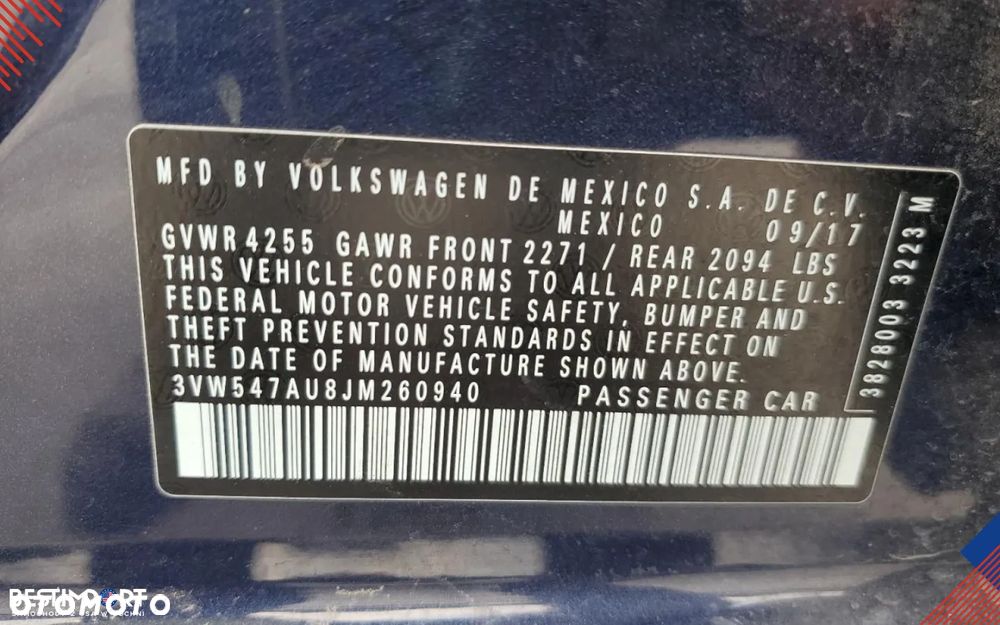 MFD BY VOLKSWAGEN DE MEXICO S.A. DE C.V.
MEXICO 09/17
GVWR 4255 GAWR FRONT 2271 / REAR 2094 LBS
THIS VEHICLE CONFORMS TO ALL APPLICABLE U.S.
FEDERAL MOTOR VEHICLE SAFETY, BUMPER AND
THEFT PREVENTION STANDARDS IN EFFECT ON
THE DATE OF MANUFACTURE SHOWN ABOVE.
3VW547AU8JM260940 PASSENGER CAR
3828003 3223 M
OTOMOTO